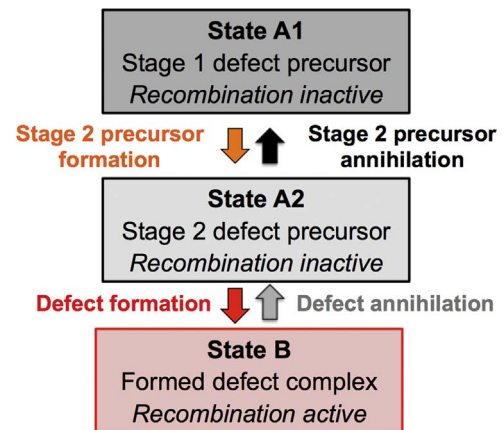 State A1
Stage 1 defect precursor
Recombination inactive
Stage 2 precursor
formation
Stage 2 precursor
annihilation
State A2
Stage 2 defect precursor
Recombination inactive
Defect formation
Defect annihilation
State B
Formed defect complex
Recombination active